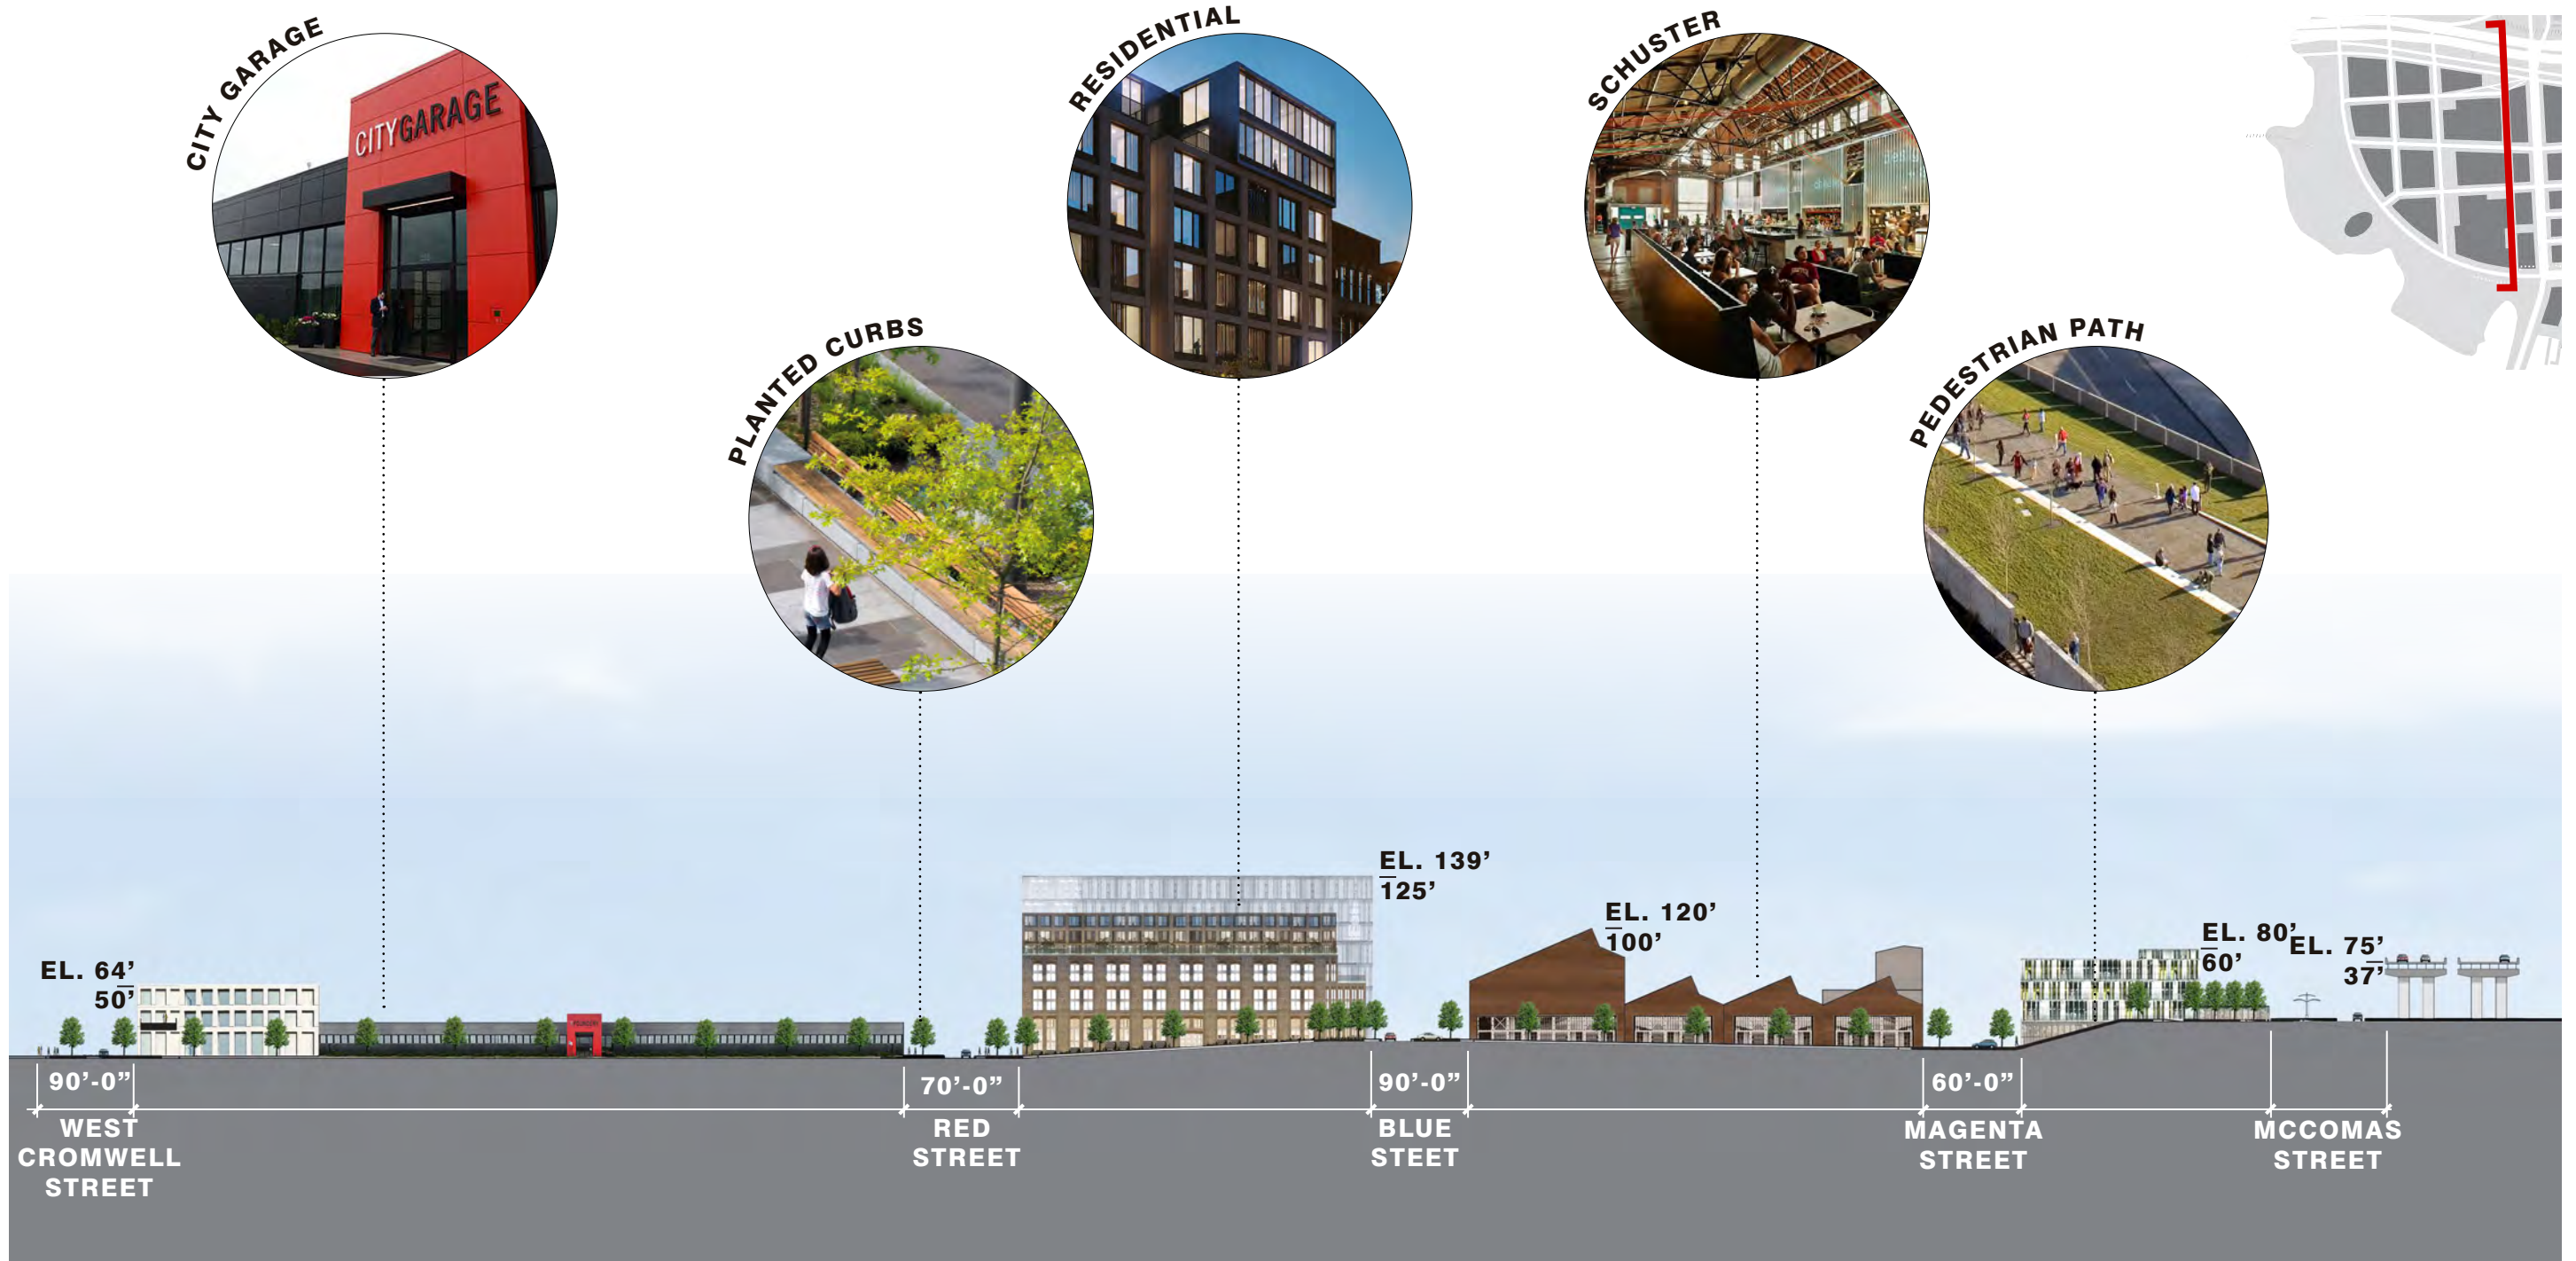 CITY GARAGE
CITYGARAGE
RESIDENTIAL
SCHUSTER
PLANTED CURBS
PEDESTRIAN PATH
EL. 64’
50’
EL. 139’
125’
EL. 120’
100’
EL. 80’
60’
EL. 75’
37’
90’-0”
70’-0”
90’-0”
60’-0”
WEST
CROMWELL
STREET
RED
STREET
BLUE
STEET
MAGENTA
STREET
MCCOMAS
STREET